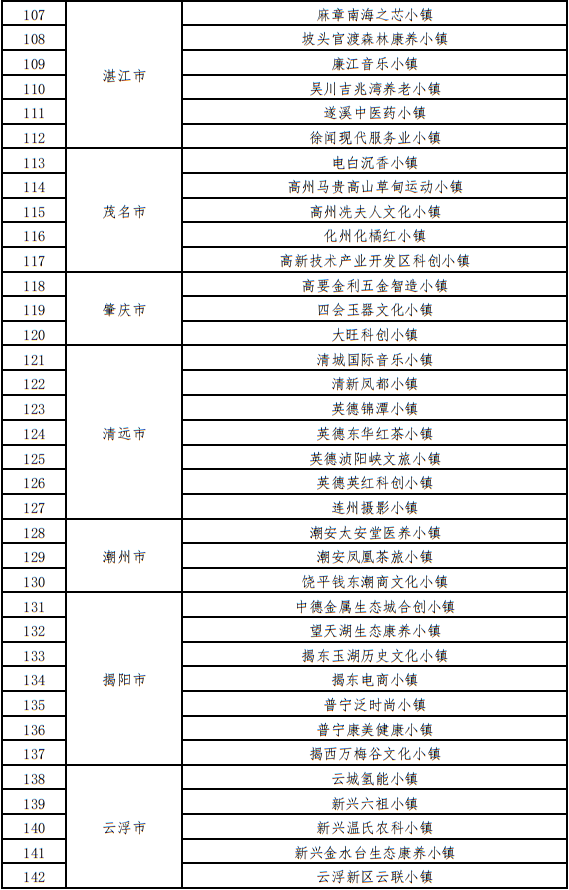 107 麻章南海之芯小镇
108 坡头官渡森林康养小镇
109 廉江音乐小镇
湛江市
110 吴川吉兆湾养老小镇
111 遂溪中医药小镇
112 徐闻现代服务业小镇
113 电白沉香小镇
114 高州马贵高山草甸运动小镇
115 茂名市 高州冼夫人文化小镇
116 化州化橘红小镇
117 高新技术产业开发区科创小镇
118 高要金利五金智造小镇
119 肇庆市 四会玉器文化小镇
120 大旺科创小镇
121 清城国际音乐小镇
122 清新凤都小镇
123 英德锦潭小镇
124 清远市 英德东华红茶小镇
125 英德浈阳峡文旅小镇
126 英德英红科创小镇
127 连州摄影小镇
128 潮安太安堂医养小镇
129 潮州市 潮安凤凰茶旅小镇
130 饶平钱东潮商文化小镇
131 中德金属生态城合创小镇
132 望天湖生态康养小镇
133 揭东玉湖历史文化小镇
134 揭阳市 揭东电商小镇
135 普宁泛时尚小镇
136 普宁康美健康小镇
137 揭西万梅谷文化小镇
138 云城氢能小镇
139 新兴六祖小镇
140 云浮市 新兴温氏农科小镇
141 新兴金水台生态康养小镇
142 云浮新区云联小镇